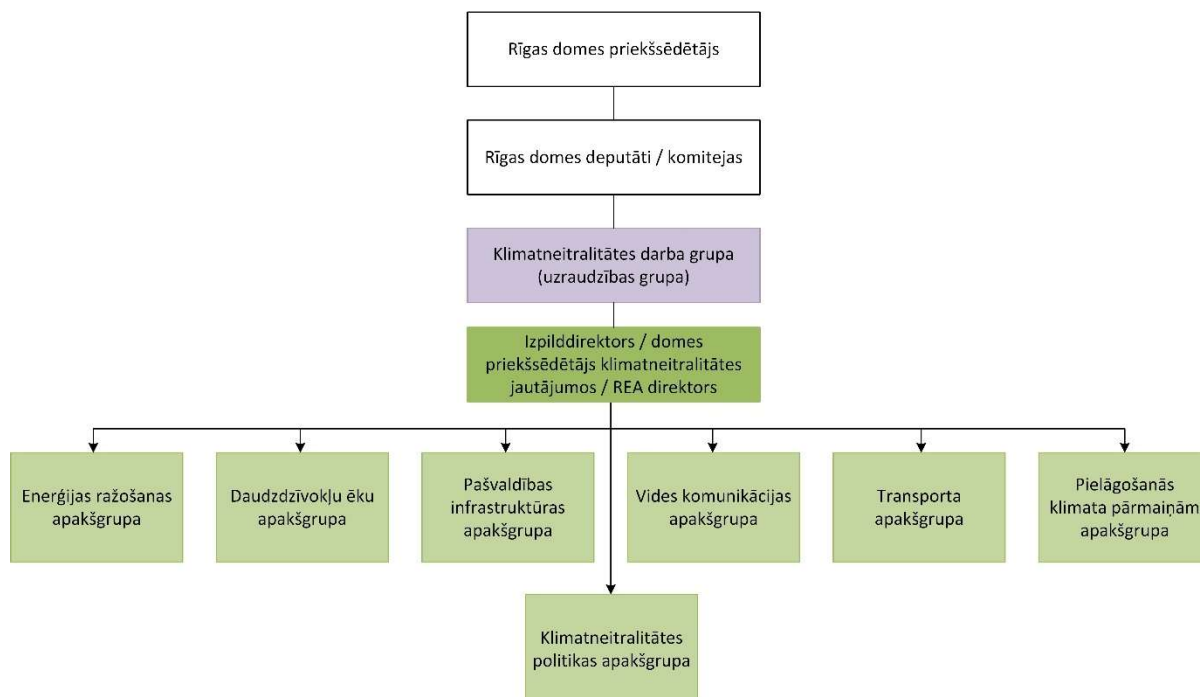 Rīgas domes priekšsēdētājs
Rīgas domes deputāti / komitejas
Klimatneitralitātes darba grupa
(uzraudzības grupa)
Izpilddirektors / domes
priekšsēdētājs klimatneitralitātes
jautājumos / REA direktors
Enerģijas ražošanas
apakšgrupa
Daudzdzīvokļu ēku
apakšgrupa
Pašvaldības
infrastruktūras
apakšgrupa
Vides komunikācijas
apakšgrupa
Transporta
apakšgrupa
Pielāgošanās
klimata pārmaiņām
apakšgrupa
Klimatneitralitātes
politikas apakšgrupa